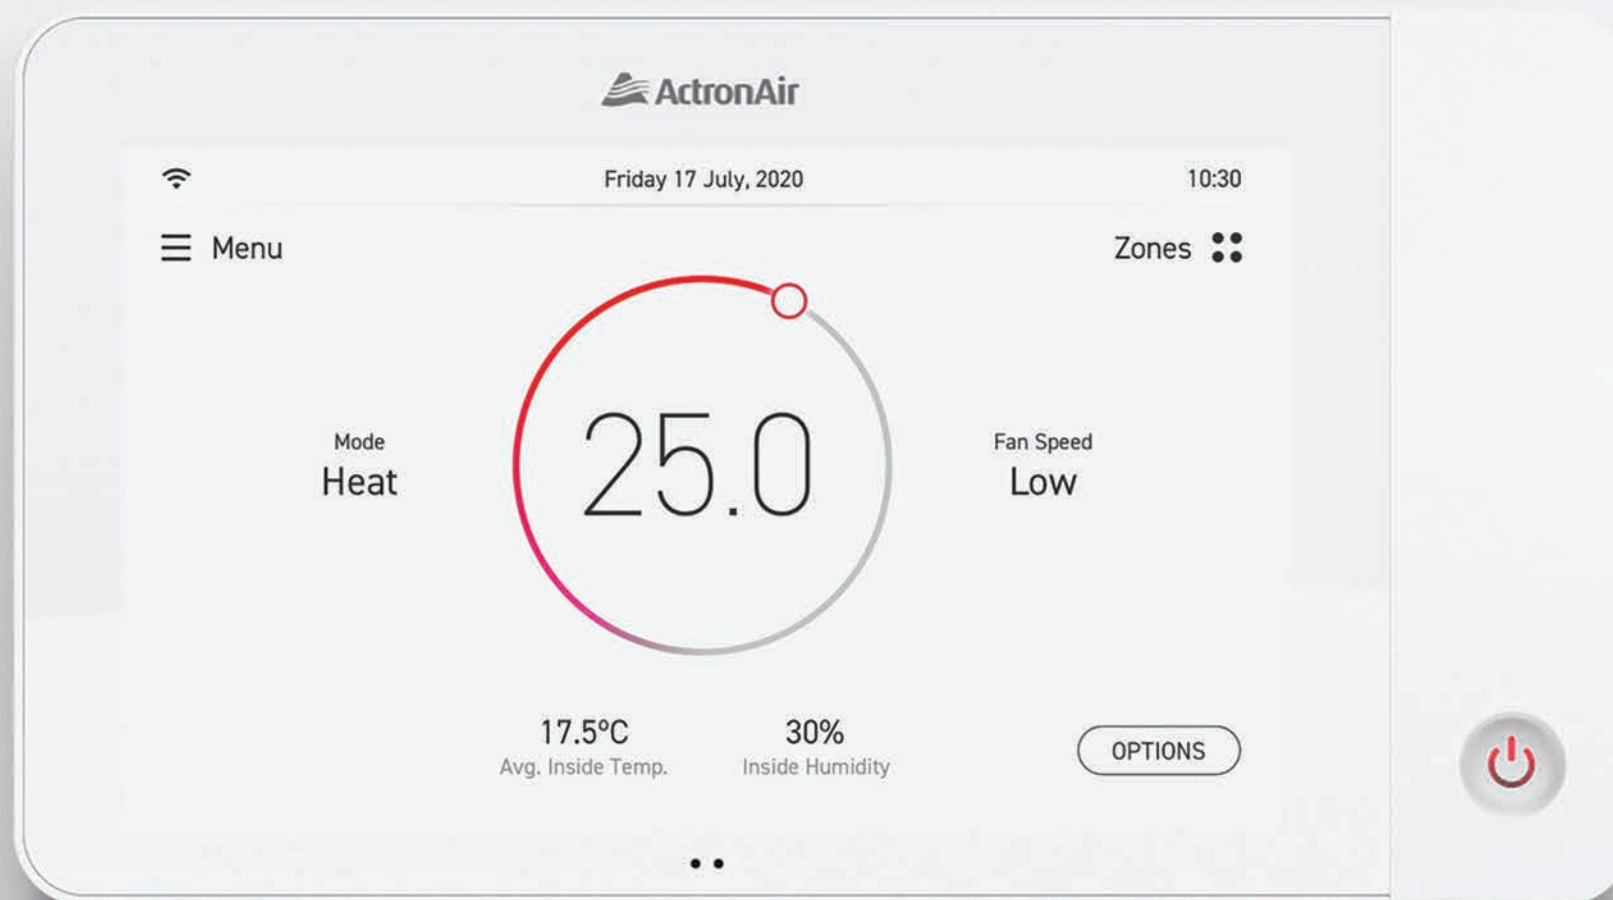 ActronAir
Friday 17 July, 2020
10:30
Menu
Zones
Mode
Heat
25.0
Fan Speed
Low
17.5ºC
Avg. Inside Temp.
30%
Inside Humidity
OPTIONS